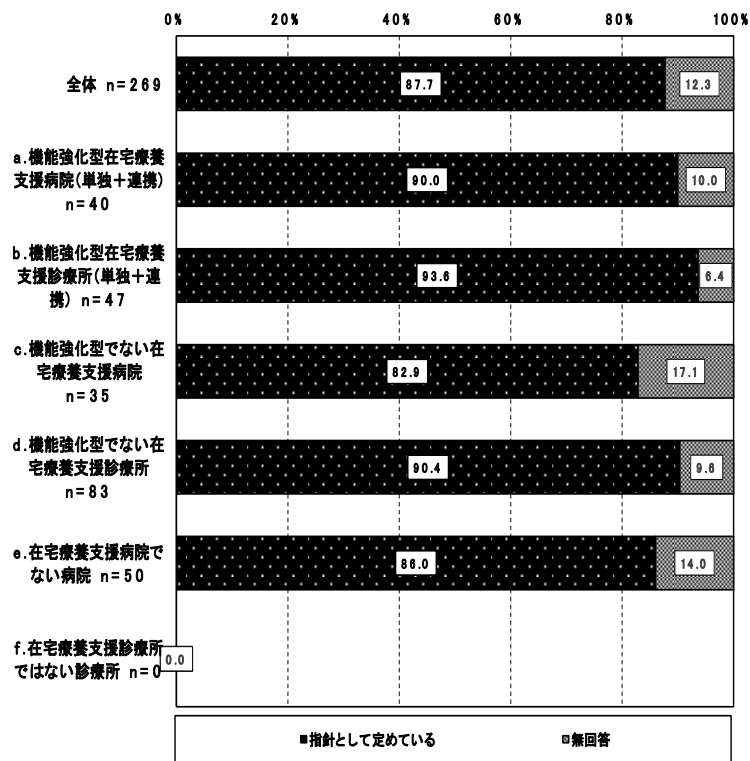 0% 20% 40% 60% 80% 100%
全体 n=269
87.7 12.3
a.機能強化型在宅療養
支援病院(単独＋連携)
n=40
90.0 10.0
b.機能強化型在宅療養
支援診療所(単独＋連
携) n=47
93.6 6.4
c.機能強化型でない在
宅療養支援病院
n=35
82.9 17.1
d.機能強化型でない在
宅療養支援診療所
n=83
90.4 9.6
e.在宅療養支援病院で
ない病院 n=50
86.0 14.0
f.在宅療養支援診療所
ではない診療所 n=0
0.0
指針として定めている 無回答